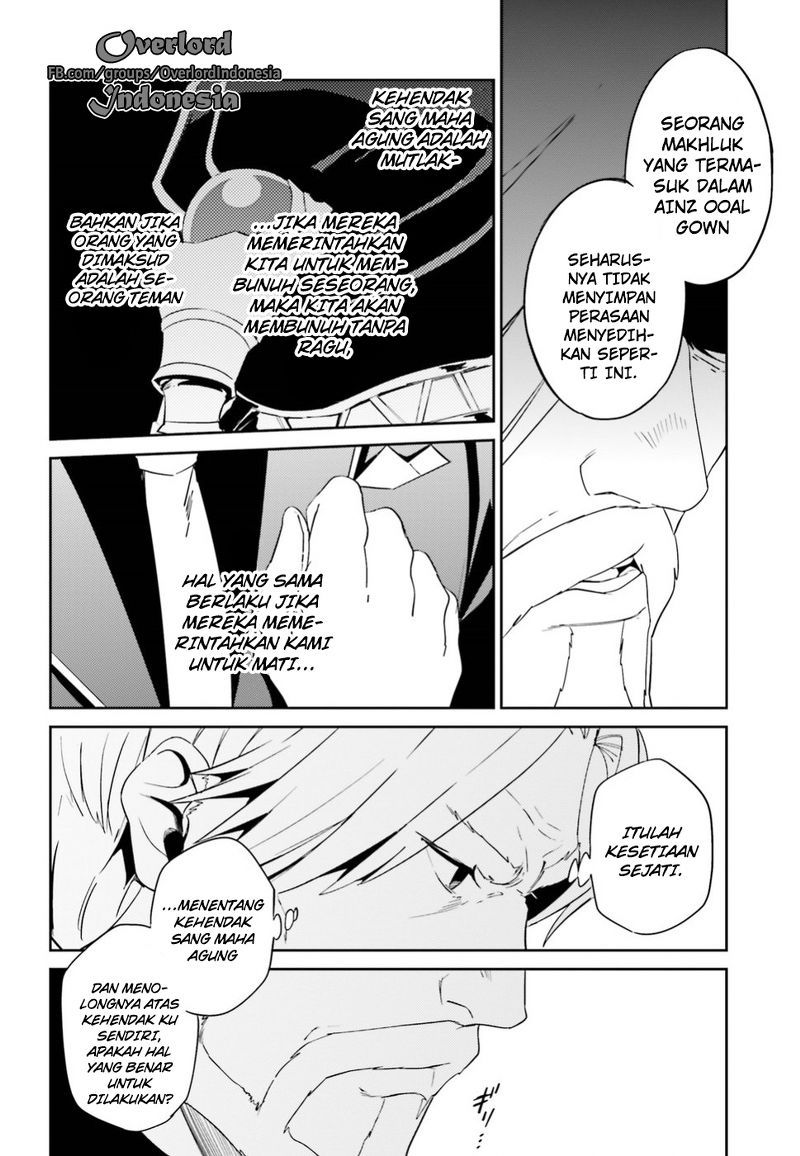 Overlord
FB.com/groups/OverlordIndonesia
Indonesia
SEORANG
MAKHLUK
YANG TERMA-
SUK DALAM
AINZ OOAL
GOWN
SEHARUS-
NYA TIDAK
MENYIMPAN
PERASAAN
MENYEDIH-
KAN SEPER-
TI INI.
KEHENDAK
SANG MAHA
AGUNG ADALAH
MUTLAK-
...JIKA MEREKA
MEMERINTAHKAN
KITA UNTUK MEM-
BUNUH SESEORANG,
MAKA KITA AKAN
MEMBUNUH TANPA
RAGU,
BAHKAN JIKA
ORANG YANG
DIMAKSUD
ADALAH SE-
ORANG TEMAN
HAL YANG SAMA
BERLAKU JIKA
MEREKA MEME-
RINTAHKAN KAMI
UNTUK MATI...
ITULAH
KESETIAAN
SEJATI.
...MENENTANG
KEHENDAK
SANG MAHA
AGUNG
DAN MENO-
LONGNYA ATAS
KEHENDAK KU
SENDIRI,
APAKAH HAL
YANG BENAR
UNTUK
DILAKUKAN?